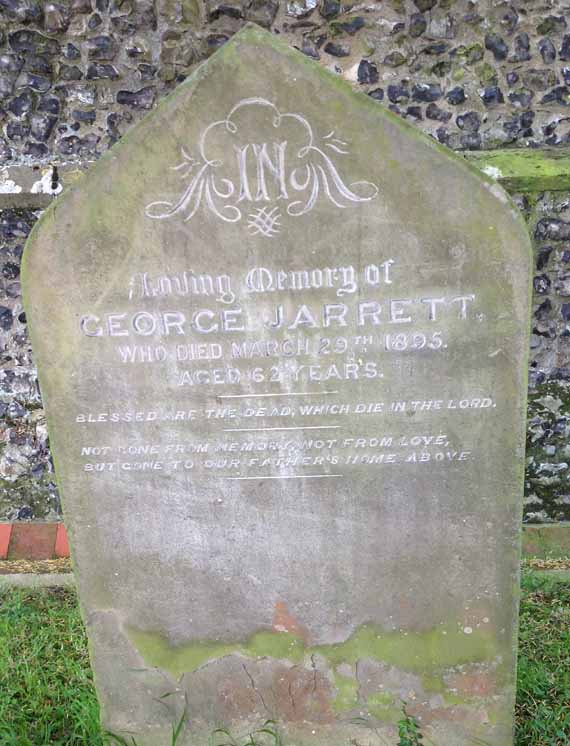 IN
Loving Memory of
GEORGE JARRETT,
WHO DIED MARCH 29TH 1895.
AGED 62 YEARS.
BLESSED ARE THE DEAD, WHICH DIE IN THE LORD.
NOT GONE FROM MEMORY, NOT FROM LOVE,
BUT GONE TO OUR FATHER'S HOME ABOVE